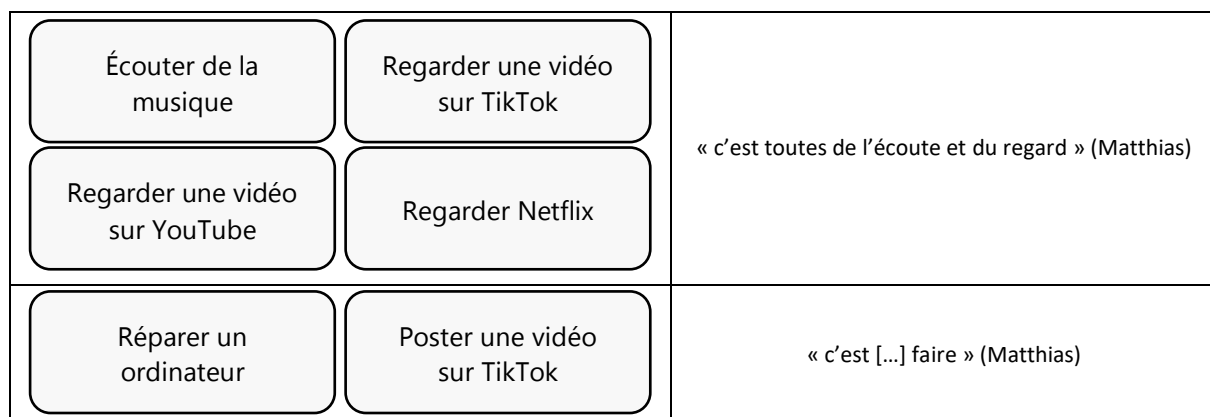 Écouter de la
musique
Regarder une vidéo
sur TikTok
Regarder une vidéo
sur YouTube
Regarder Netflix
« c’est toutes de l’écoute et du regard » (Matthias)
Réparer un
ordinateur
Poster une vidéo
sur TikTok
« c’est […] faire » (Matthias)